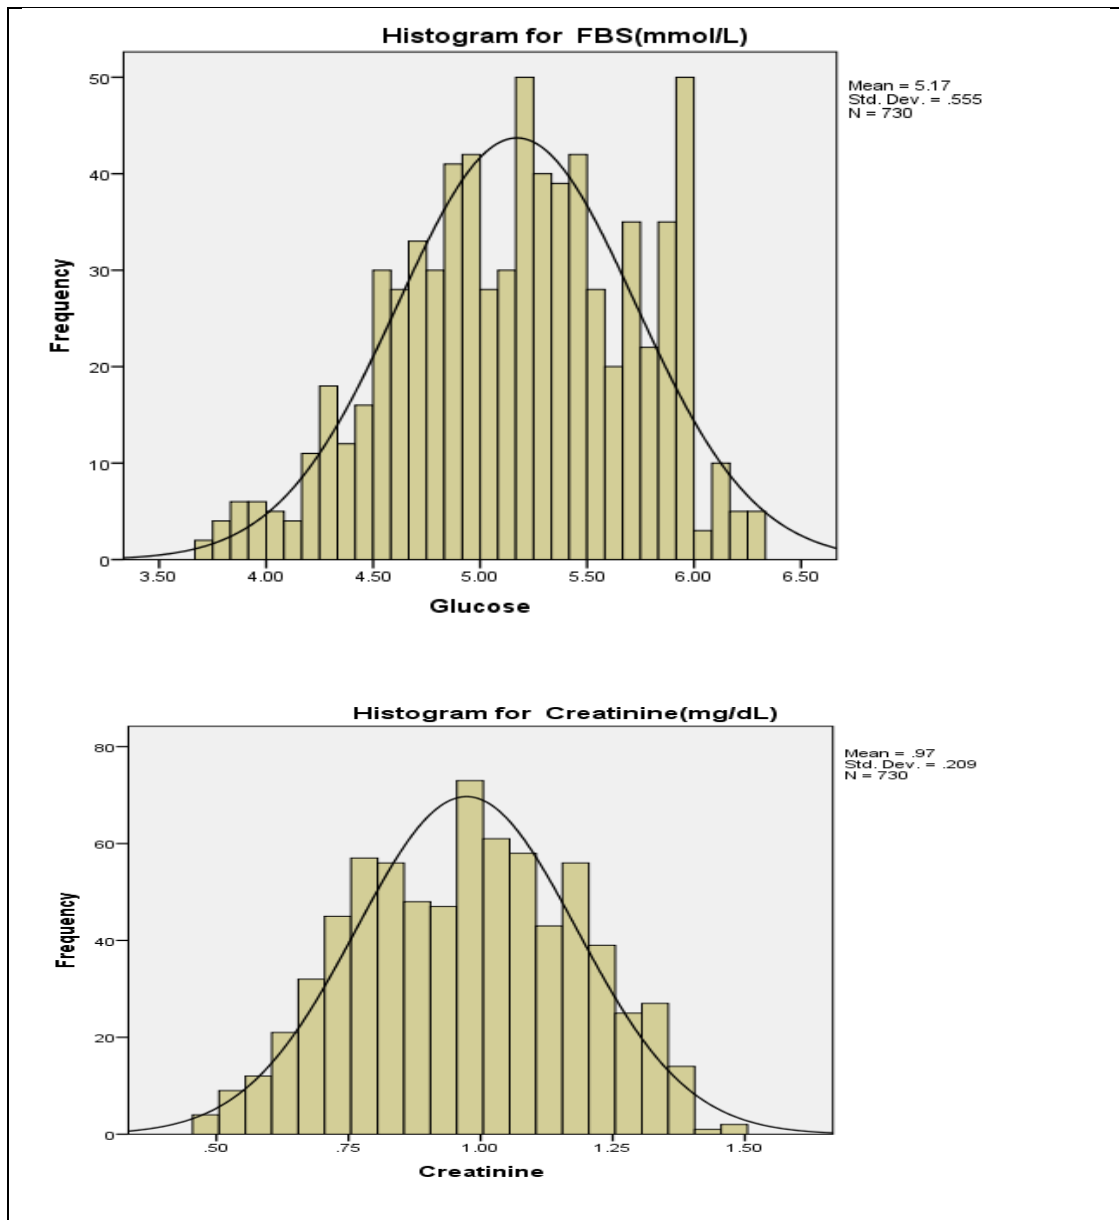 Histogram for FBS(mmol/L)
Mean = 5.17
Std. Dev. = .555
N = 730
Frequency
50
40
30
20
10
0
3.50 4.00 4.50 5.00 5.50 6.00 6.50
Glucose
Histogram for Creatinine(mg/dL)
Mean = .97
Std. Dev. = .209
N = 730
Frequency
80
60
40
20
0
.50 .75 1.00 1.25 1.50
Creatinine